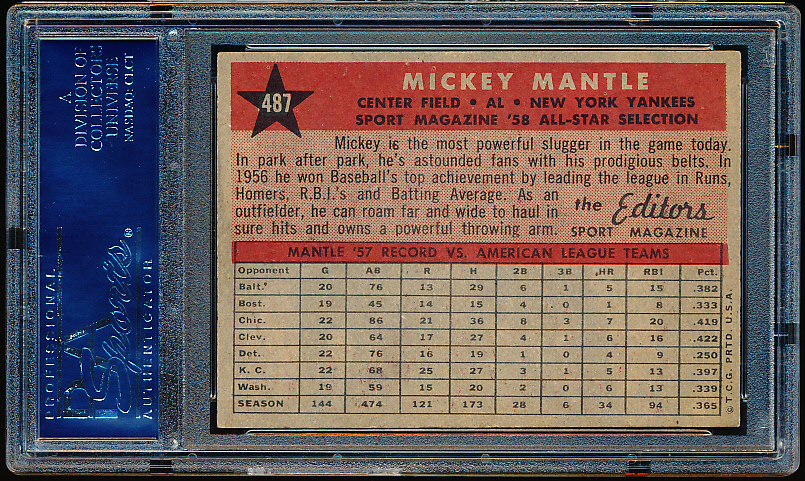 A
DIVISION OF
COLLECTORS
UNIVERSE
NASDAQ: CLCT
PROFESSIONAL
PSA
Sports®
AUTHENTICATOR
487
MICKEY MANTLE
CENTER FIELD • AL • NEW YORK YANKEES
SPORT MAGAZINE '58 ALL-STAR SELECTION
Mickey is the most powerful slugger in the game today.
In park after park, he's astounded fans with his prodigious belts. In
1956 he won Baseball's top achievement by leading the league in Runs,
Homers, R.B.I.'s and Batting Average. As an
outfielder, he can roam far and wide to haul in
sure hits and owns a powerful throwing arm.
the Editors
SPORT MAGAZINE
MANTLE '57 RECORD VS. AMERICAN LEAGUE TEAMS
Opponent G AB R H 2B 3B HR RBI Pct.
Balt. 20 76 13 29 6 1 5 15 .382
Bost. 19 45 14 15 4 0 1 8 .333
Chic. 22 86 21 36 8 3 7 20 .419
Clev. 20 64 17 27 4 1 6 16 .422
Det. 22 76 16 19 1 0 4 9 .250
K. C. 22 68 25 27 3 1 5 13 .397
Wash. 19 59 15 20 2 0 6 13 .339
SEASON 144 474 121 173 28 6 34 94 .365
© T.C.G. PRTD. U.S.A.